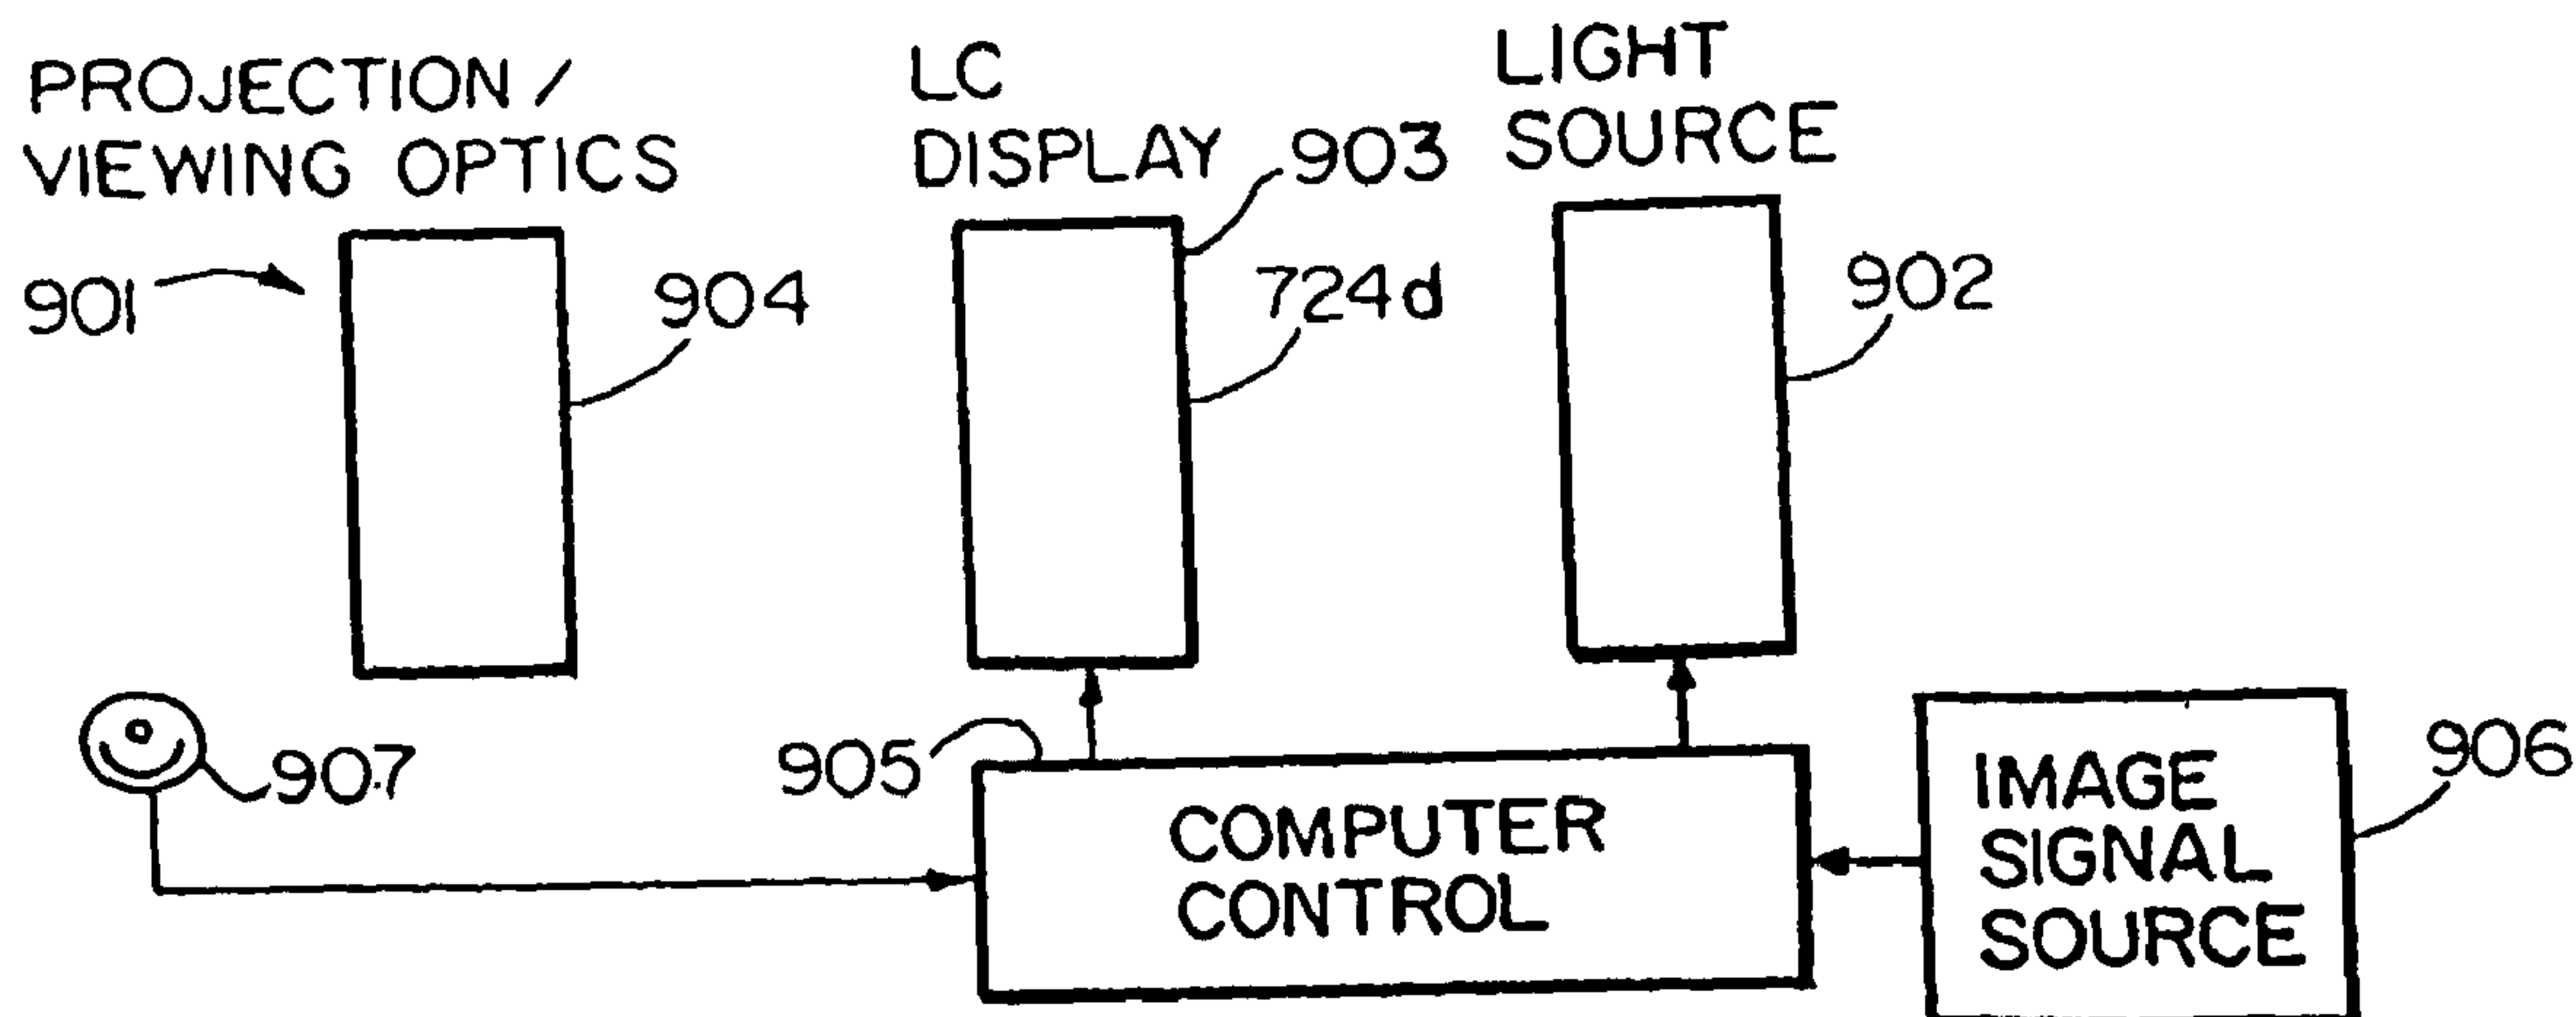 PROJECTION /
VIEWING OPTICS
LC
DISPLAY
LIGHT
SOURCE
901
904
903
724d
902
907
905
COMPUTER
CONTROL
IMAGE
SIGNAL
SOURCE
906